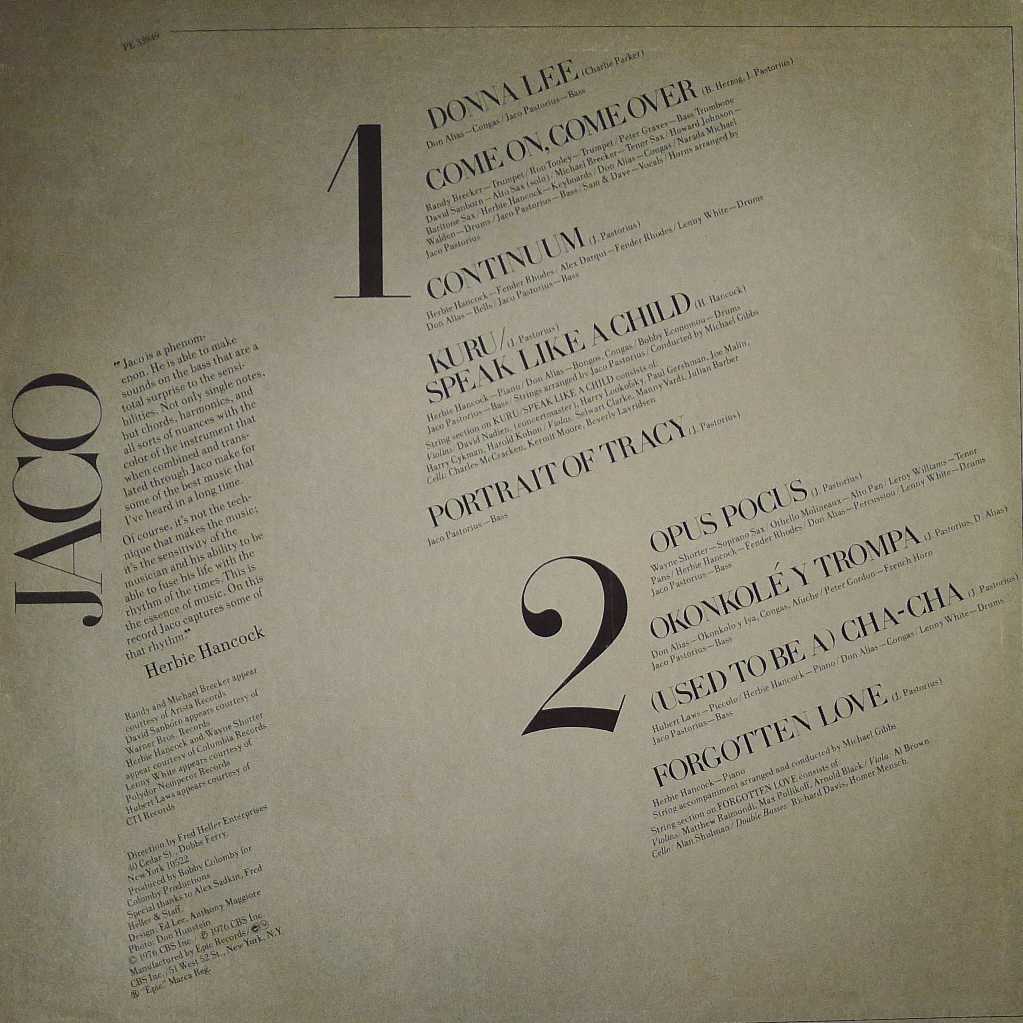 PE 33949
JACO
"Jaco is a phenom-
enon. He is able to make
sounds on the bass that are a
total surprise to the sensi-
bilities. Not only single notes,
but chords, harmonics, and
all sorts of nuances with the
color of the instrument that
when combined and trans-
lated through Jaco make for
some of the best music that
I've heard in a long time.
Of course, it's not the tech-
nique that makes the music;
it's the sensitivity of the
musician and his ability to be
able to fuse his life with the
rhythm of the times. This is
the essence of music. On this
record Jaco captures some of
that rhythm."
Herbie Hancock
Randy and Michael Brecker appear
courtesy of Arista Records
David Sanborn appears courtesy of
Warner Bros. Records
Herbie Hancock and Wayne Shorter
appear courtesy of Columbia Records
Lenny White appears courtesy of
Polydor/Nemperor Records
Hubert Laws appears courtesy of
CTI Records
Direction by Fred Heller Enterprises
40 Cedar St., Dobbs Ferry,
New York 10522
Produced by Bobby Colomby for
Colomby Productions
Special thanks to Alex Sadkin, Fred
Heller & Staff.
Design: Ed Lee, Anthony Maggiore
Photo: Don Hunstein
© 1976 CBS Inc. ℗ 1976 CBS Inc.
Manufactured by Epic Records/
CBS Inc./51 West 52 St., New York, N.Y.
® "Epic," Marca Reg.
1
DONNA LEE (Charlie Parker)
Don Alias—Congas/Jaco Pastorius—Bass
COME ON, COME OVER (B. Herzog, J. Pastorius)
Randy Brecker—Trumpet/Ron Tooley—Trumpet/Peter Graves—Bass Trombone
David Sanborn—Alto Sax (solo)/Michael Brecker—Tenor Sax/Howard Johnson—
Baritone Sax/Herbie Hancock—Keyboards/Don Alias—Congas/Narada Michael
Walden—Drums/Jaco Pastorius—Bass/Sam & Dave—Vocals/Horns arranged by
Jaco Pastorius
CONTINUUM (J. Pastorius)
Herbie Hancock—Fender Rhodes/Alex Darqui—Fender Rhodes/Lenny White—Drums
Don Alias—Bells/Jaco Pastorius—Bass
KURU/ (J. Pastorius)
SPEAK LIKE A CHILD (H. Hancock)
Herbie Hancock—Piano/Don Alias—Bongos, Congas/Bobby Economou—Drums
Jaco Pastorius—Bass/Strings arranged by Jaco Pastorius/Conducted by Michael Gibbs
String section on KURU/SPEAK LIKE A CHILD consists of:
Violins: David Nadien, (concertmaster), Harry Lookofsky, Paul Gershman, Joe Malin,
Harry Cykman, Harold Kohon/Violas: Selwart Clarke, Manny Vardi, Julian Barber
Celli: Charles McCracken, Kermit Moore, Beverly Lauridsen
PORTRAIT OF TRACY (J. Pastorius)
Jaco Pastorius—Bass
2
OPUS POCUS (J. Pastorius)
Wayne Shorter—Soprano Sax/Othello Molineaux—Alto Pan/Leroy Williams—Tenor
Pans/Herbie Hancock—Fender Rhodes/Don Alias—Percussion/Lenny White—Drums
Jaco Pastorius—Bass
OKONKOLÉ Y TROMPA (J. Pastorius, D. Alias)
Don Alias—Okonkolo y Iya, Congas, Afuche/Peter Gordon—French Horn
Jaco Pastorius—Bass
(USED TO BE A) CHA-CHA (J. Pastorius)
Hubert Laws—Piccolo/Herbie Hancock—Piano/Don Alias—Congas/Lenny White—Drums
Jaco Pastorius—Bass
FORGOTTEN LOVE (J. Pastorius)
Herbie Hancock—Piano
String accompaniment arranged and conducted by Michael Gibbs
String section on FORGOTTEN LOVE consists of:
Violins: Matthew Raimondi, Max Pollikoff, Arnold Black/Viola: Al Brown
Cello: Alan Shulman/Double Basses: Richard Davis, Homer Mensch.